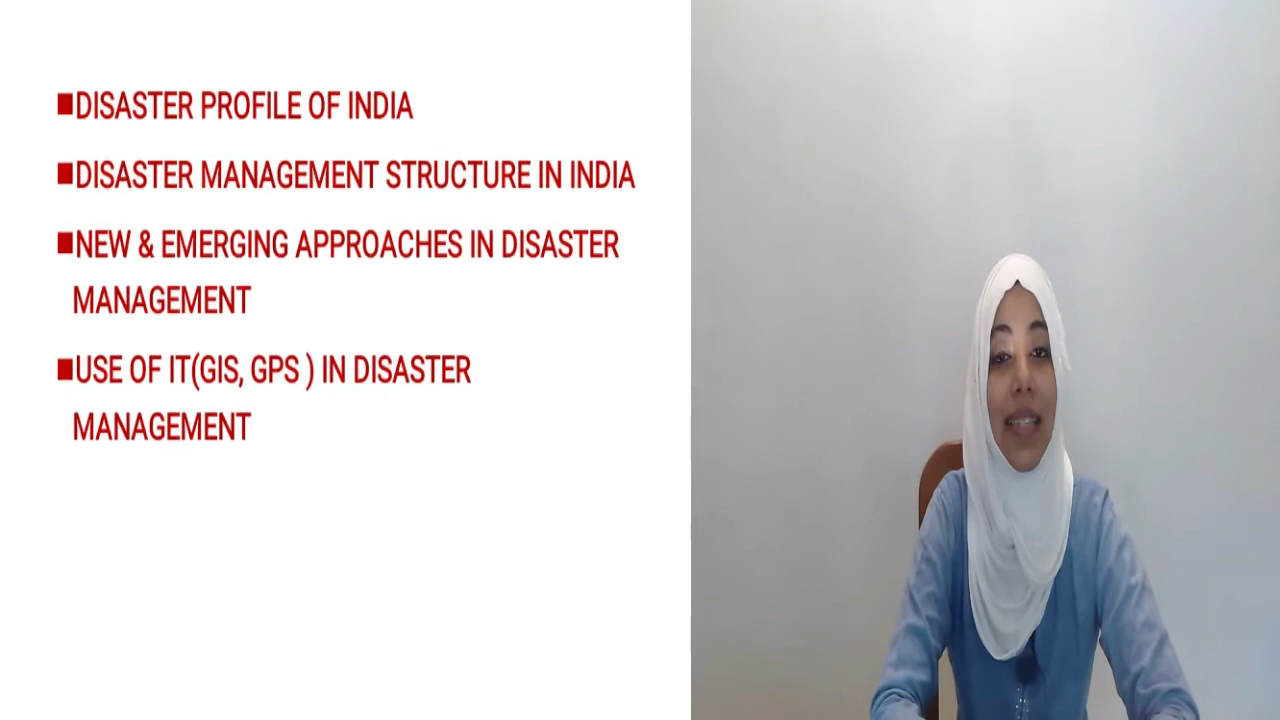 ■DISASTER PROFILE OF INDIA
■DISASTER MANAGEMENT STRUCTURE IN INDIA
■NEW & EMERGING APPROACHES IN DISASTER
MANAGEMENT
■USE OF IT(GIS, GPS ) IN DISASTER
MANAGEMENT